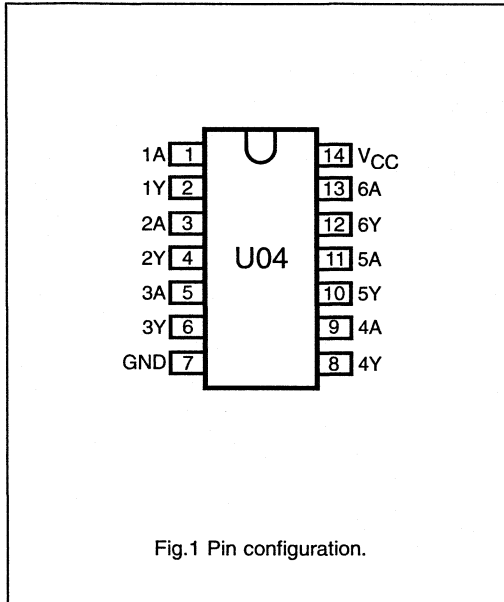 1A 1 14 VCC
1Y 2 13 6A
2A 3 12 6Y
2Y 4 U04 11 5A
3A 5 10 5Y
3Y 6 9 4A
GND 7 8 4Y
Fig.1 Pin configuration.